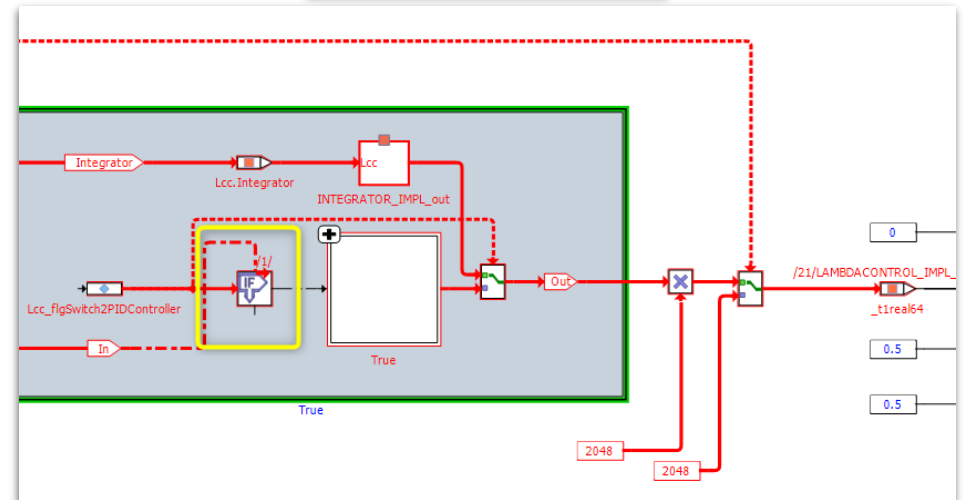 Integrator
Lcc
Lcc.Integrator
INTEGRATOR_IMPL_out
0
/1/
IF
/21/LAMBDACONTROL_IMPL_
Out
Lcc_flgSwitch2PIDController
_t1real64
In
0.5
True
0.5
True
2048
2048